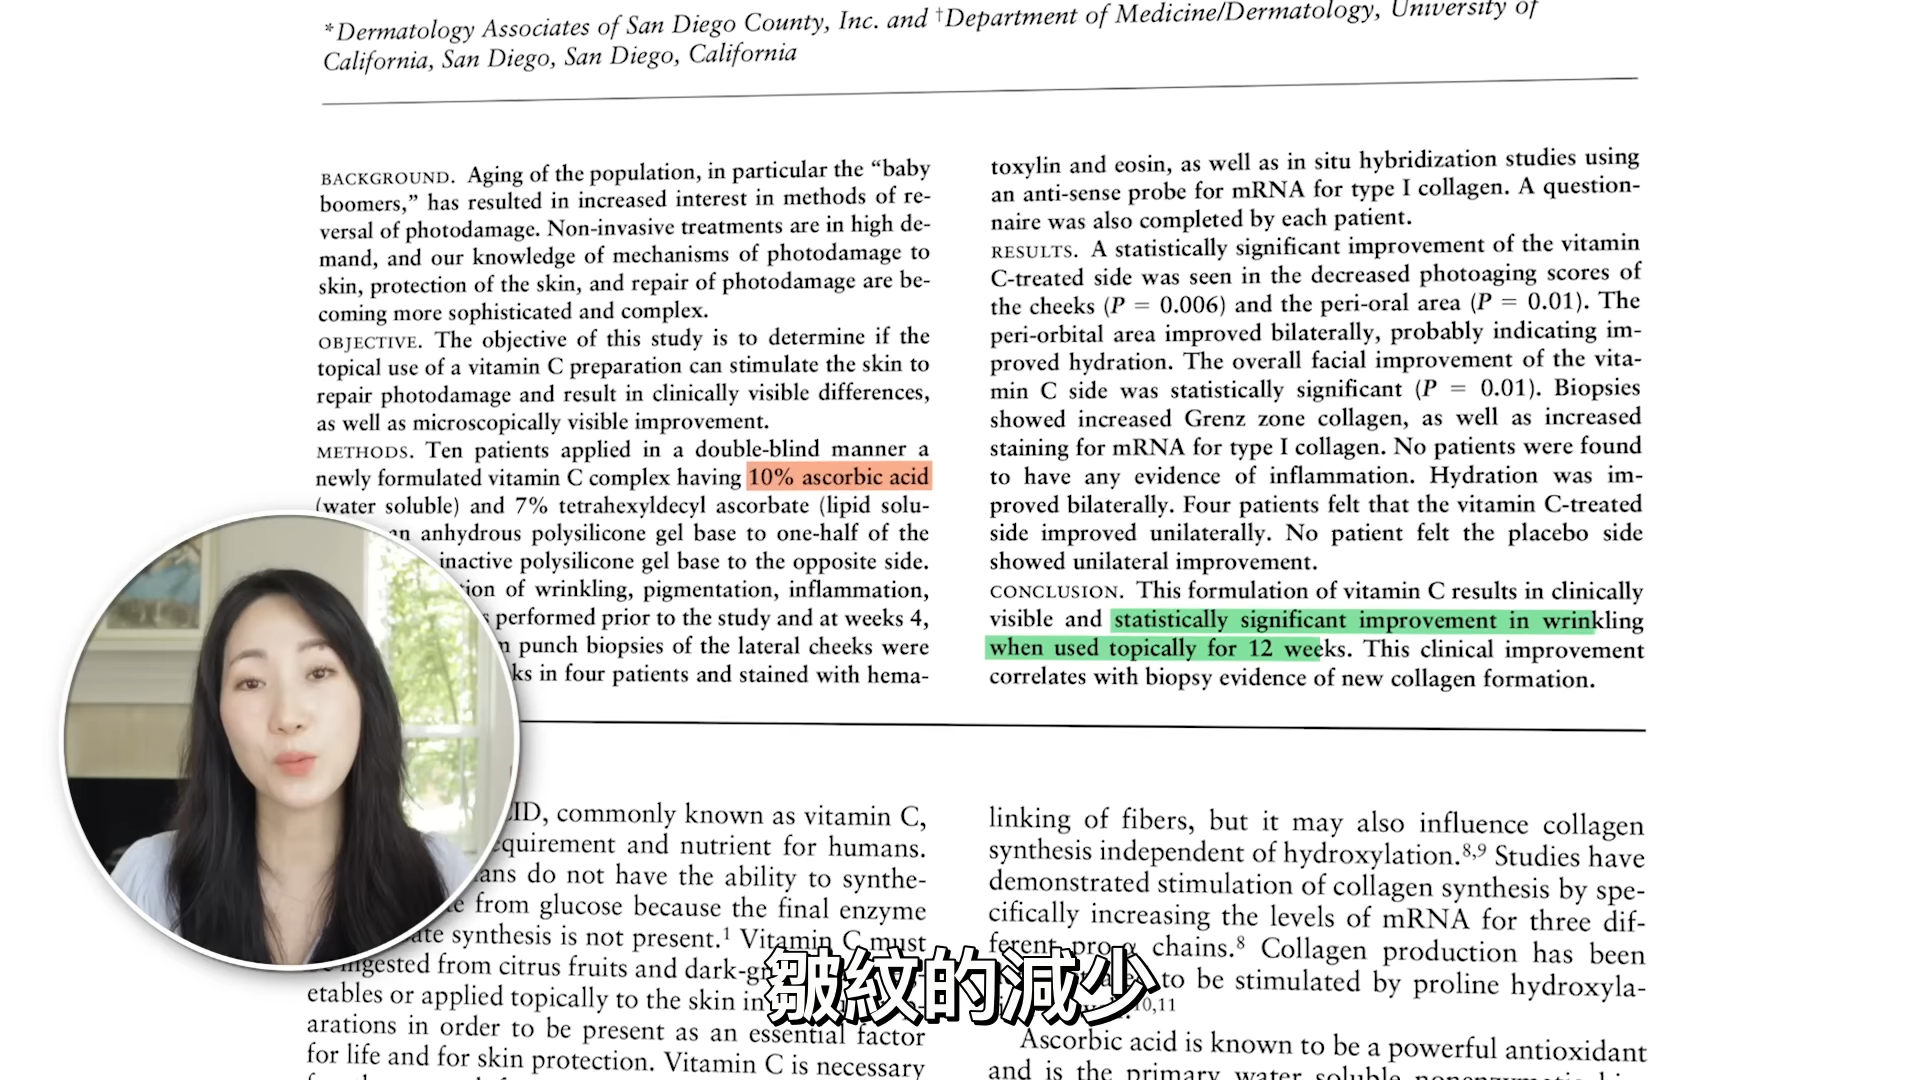 *Dermatology Associates of San Diego County, Inc. and †Department of Medicine/Dermatology, University of
California, San Diego, San Diego, California
BACKGROUND. Aging of the population, in particular the “baby
boomers,” has resulted in increased interest in methods of re-
versal of photodamage. Non-invasive treatments are in high de-
mand, and our knowledge of mechanisms of photodamage to
skin, protection of the skin, and repair of photodamage are be-
coming more sophisticated and complex.
OBJECTIVE. The objective of this study is to determine if the
topical use of a vitamin C preparation can stimulate the skin to
repair photodamage and result in clinically visible differences,
as well as microscopically visible improvement.
METHODS. Ten patients applied in a double-blind manner a
newly formulated vitamin C complex having 10% ascorbic acid
(water soluble) and 7% tetrahexyldecyl ascorbate (lipid solu-
an anhydrous polysilicone gel base to one-half of the
inactive polysilicone gel base to the opposite side.
of wrinkling, pigmentation, inflammation,
performed prior to the study and at weeks 4,
punch biopsies of the lateral cheeks were
in four patients and stained with hema-
toxylin and eosin, as well as in situ hybridization studies using
an anti-sense probe for mRNA for type I collagen. A question-
naire was also completed by each patient.
RESULTS. A statistically significant improvement of the vitamin
C-treated side was seen in the decreased photoaging scores of
the cheeks (P = 0.006) and the peri-oral area (P = 0.01). The
peri-orbital area improved bilaterally, probably indicating im-
proved hydration. The overall facial improvement of the vita-
min C side was statistically significant (P = 0.01). Biopsies
showed increased Grenz zone collagen, as well as increased
staining for mRNA for type I collagen. No patients were found
to have any evidence of inflammation. Hydration was im-
proved bilaterally. Four patients felt that the vitamin C-treated
side improved unilaterally. No patient felt the placebo side
showed unilateral improvement.
CONCLUSION. This formulation of vitamin C results in clinically
visible and statistically significant improvement in wrinkling
when used topically for 12 weeks. This clinical improvement
correlates with biopsy evidence of new collagen formation.
commonly known as vitamin C,
and nutrient for humans.
do not have the ability to synthe-
from glucose because the final enzyme
synthesis is not present.1 Vitamin C must
ingested from citrus fruits and
etables or applied topically to the skin in
arations in order to be present as an essential factor
for life and for skin protection. Vitamin C is necessary
linking of fibers, but it may also influence collagen
synthesis independent of hydroxylation.8,9 Studies have
demonstrated stimulation of collagen synthesis by spe-
cifically increasing the levels of mRNA for three dif-
ferent pro-α chains.8 Collagen production has been
to be stimulated by proline hydroxyla-
10,11
Ascorbic acid is known to be a powerful antioxidant
and is the primary water soluble
皺紋的減少